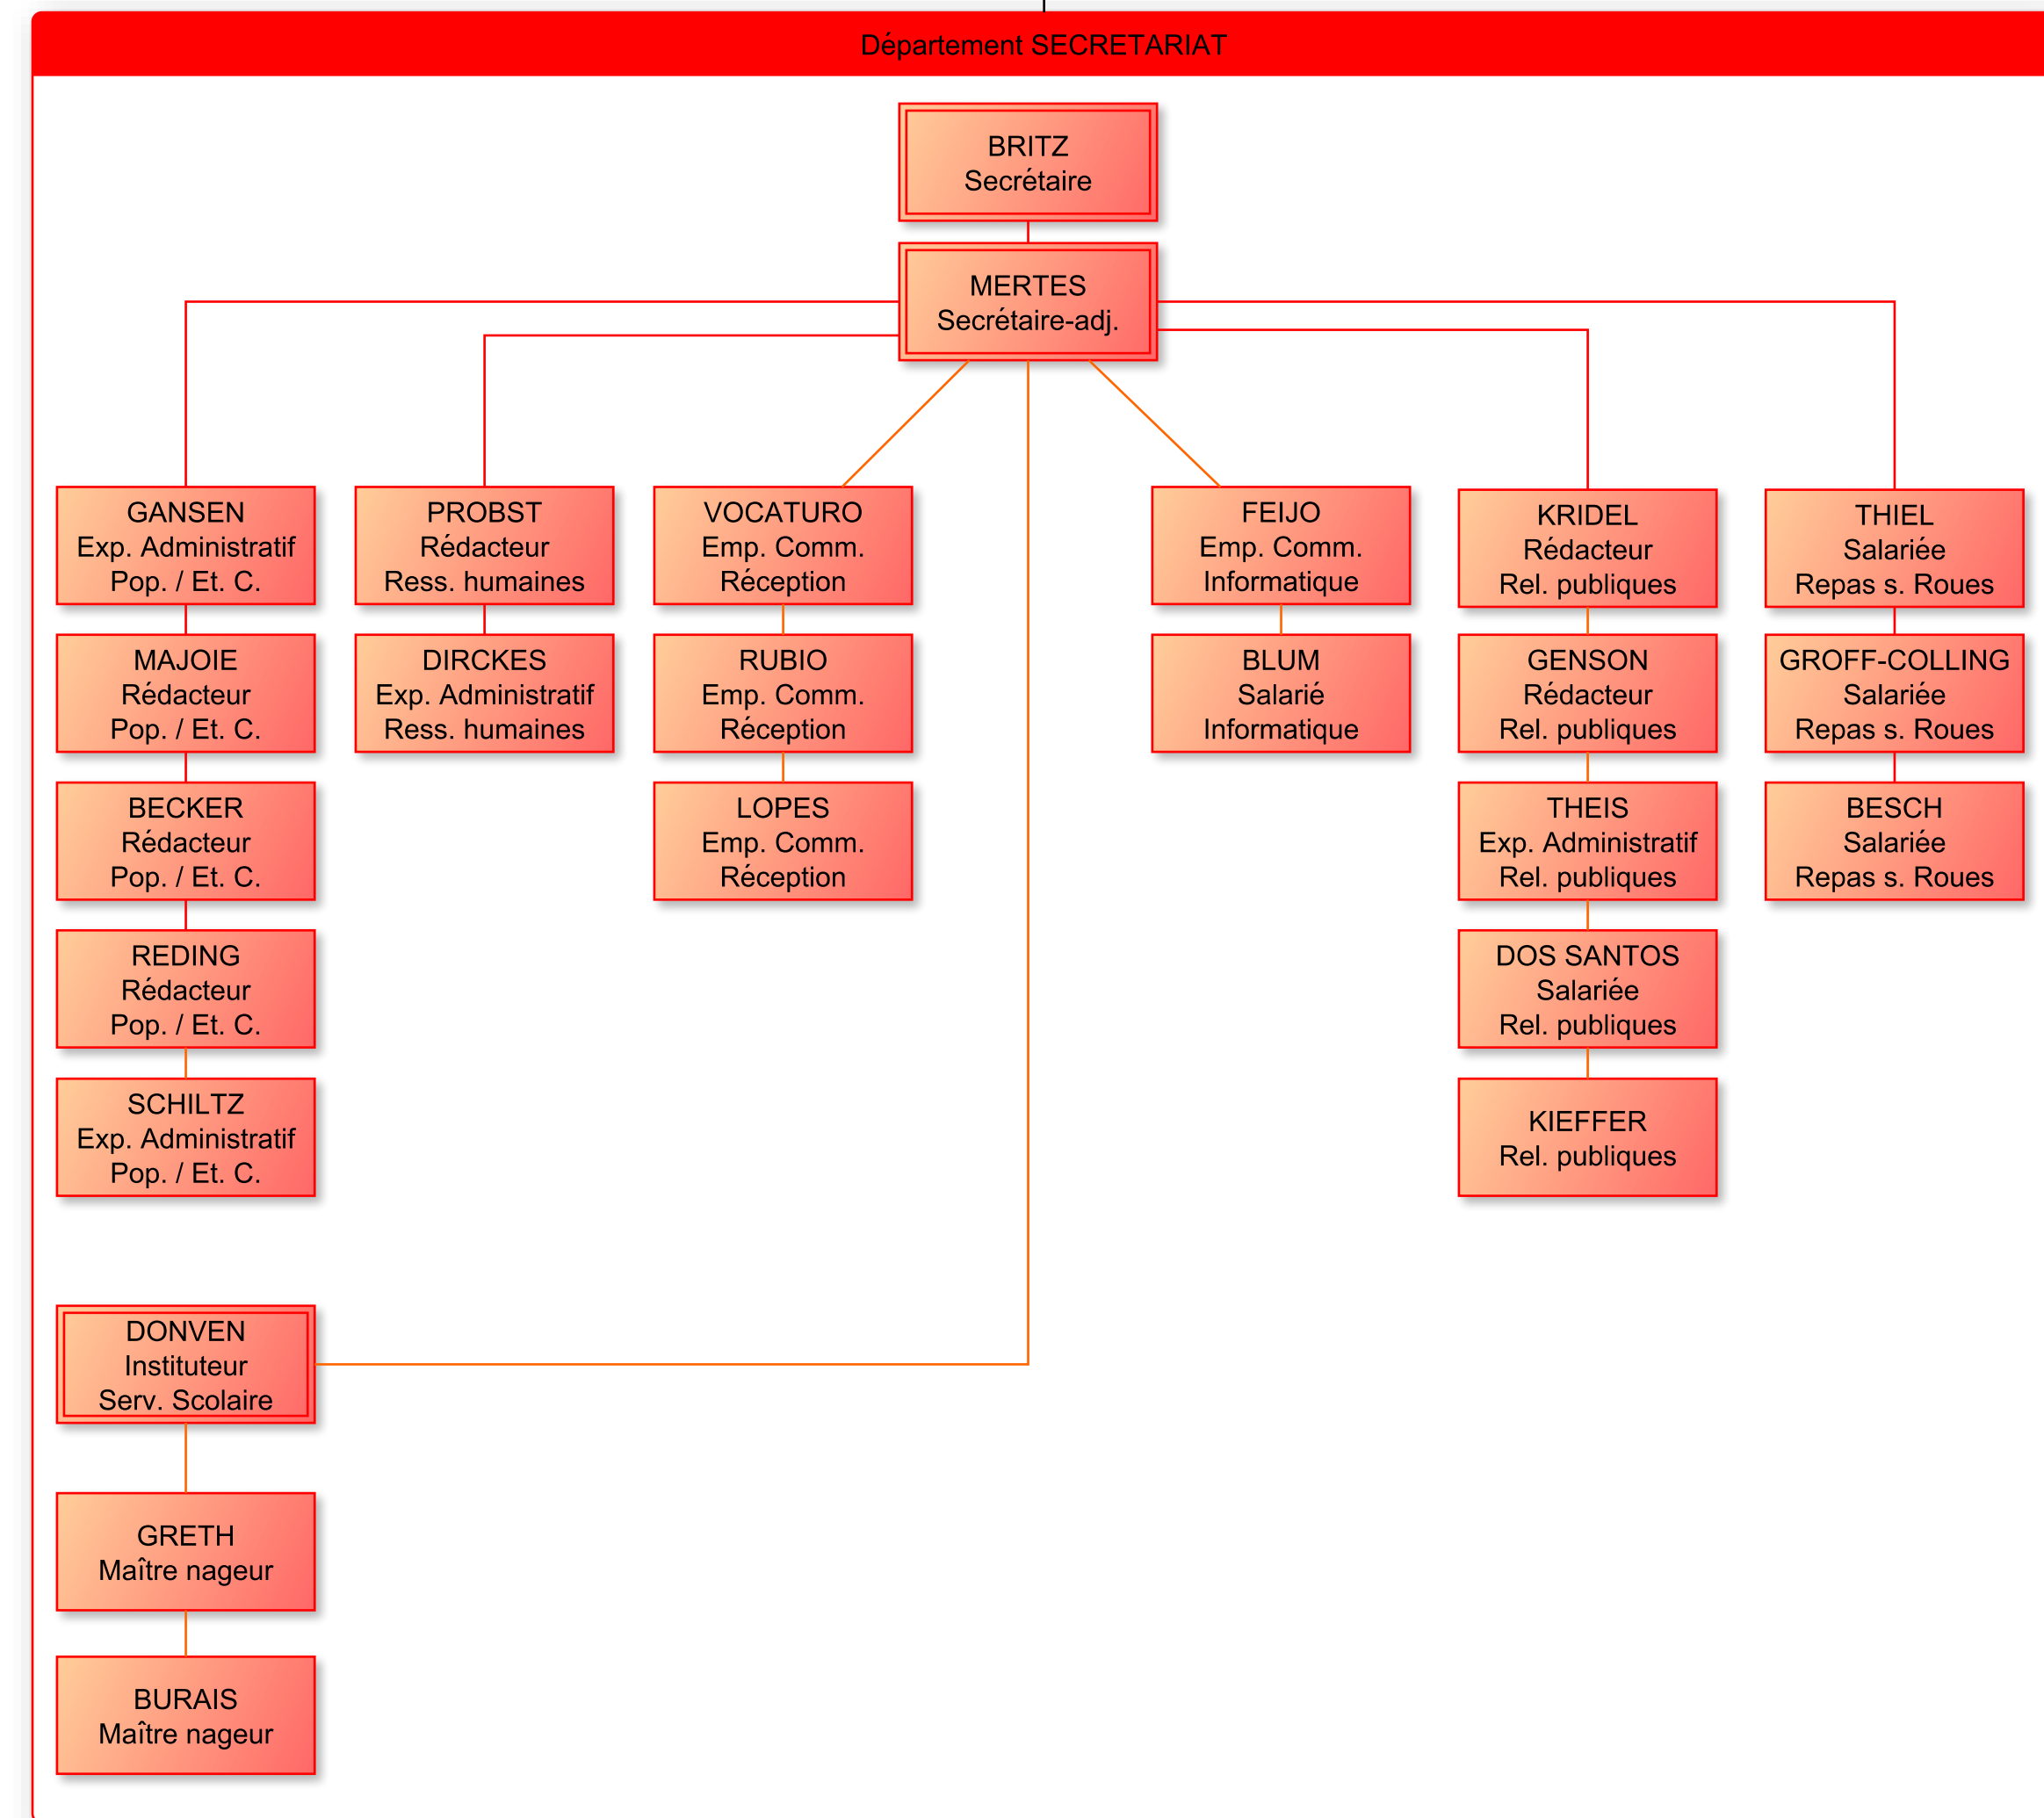 Département SECRETARIAT
BRITZ
Secrétaire
MERTES
Secrétaire-adj.
GANSEN
Exp. Administratif
Pop. / Et. C.
PROBST
Rédacteur
Ress. humaines
VOCATURO
Emp. Comm.
Réception
FEIJO
Emp. Comm.
Informatique
KRIDEL
Rédacteur
Rel. publiques
THIEL
Salariée
Repas s. Roues
MAJOIE
Rédacteur
Pop. / Et. C.
DIRCKES
Exp. Administratif
Ress. humaines
RUBIO
Emp. Comm.
Réception
BLUM
Salarié
Informatique
GENSON
Rédacteur
Rel. publiques
GROFF-COLLING
Salariée
Repas s. Roues
BECKER
Rédacteur
Pop. / Et. C.
LOPES
Emp. Comm.
Réception
THEIS
Exp. Administratif
Rel. publiques
BESCH
Salariée
Repas s. Roues
REDING
Rédacteur
Pop. / Et. C.
DOS SANTOS
Salariée
Rel. publiques
SCHILTZ
Exp. Administratif
Pop. / Et. C.
KIEFFER
Rel. publiques
DONVEN
Instituteur
Serv. Scolaire
GRETH
Maître nageur
BURAIS
Maître nageur